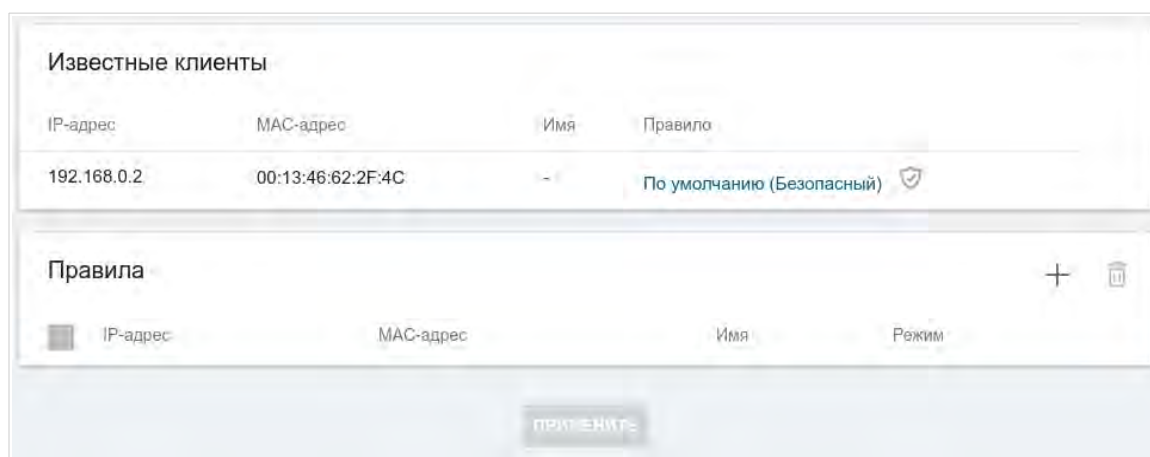 Известные клиенты
IP-адрес MAC-адрес Имя Правило
192.168.0.2 00:13:46:62:2F:4C - По умолчанию (Безопасный)
Правила
IP-адрес MAC-адрес Имя Режим
ПРИМЕНИТЬ